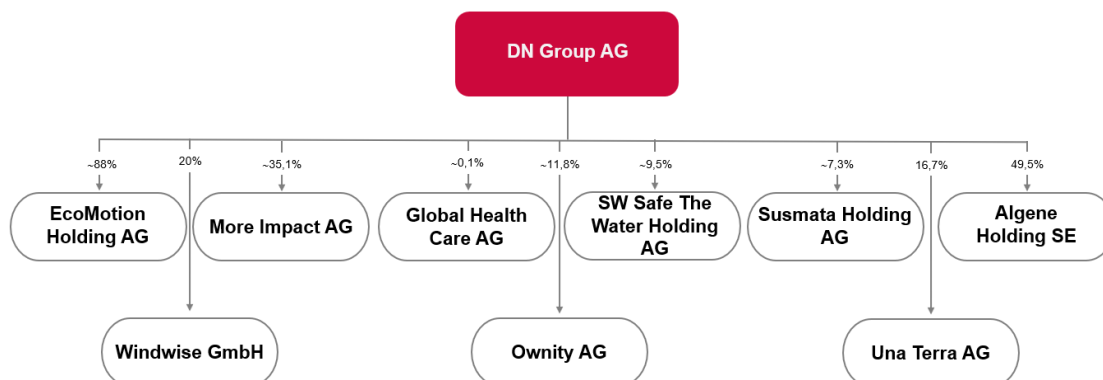 DN Group AG
~88%
20%
~35,1%
~0,1%
~11,8%
~9,5%
~7,3%
16,7%
49,5%
EcoMotion
Holding AG
More Impact AG
Global Health
Care AG
SW Safe The
Water Holding
AG
Susmata Holding
AG
Algene
Holding SE
Windwise GmbH
Ownity AG
Una Terra AG